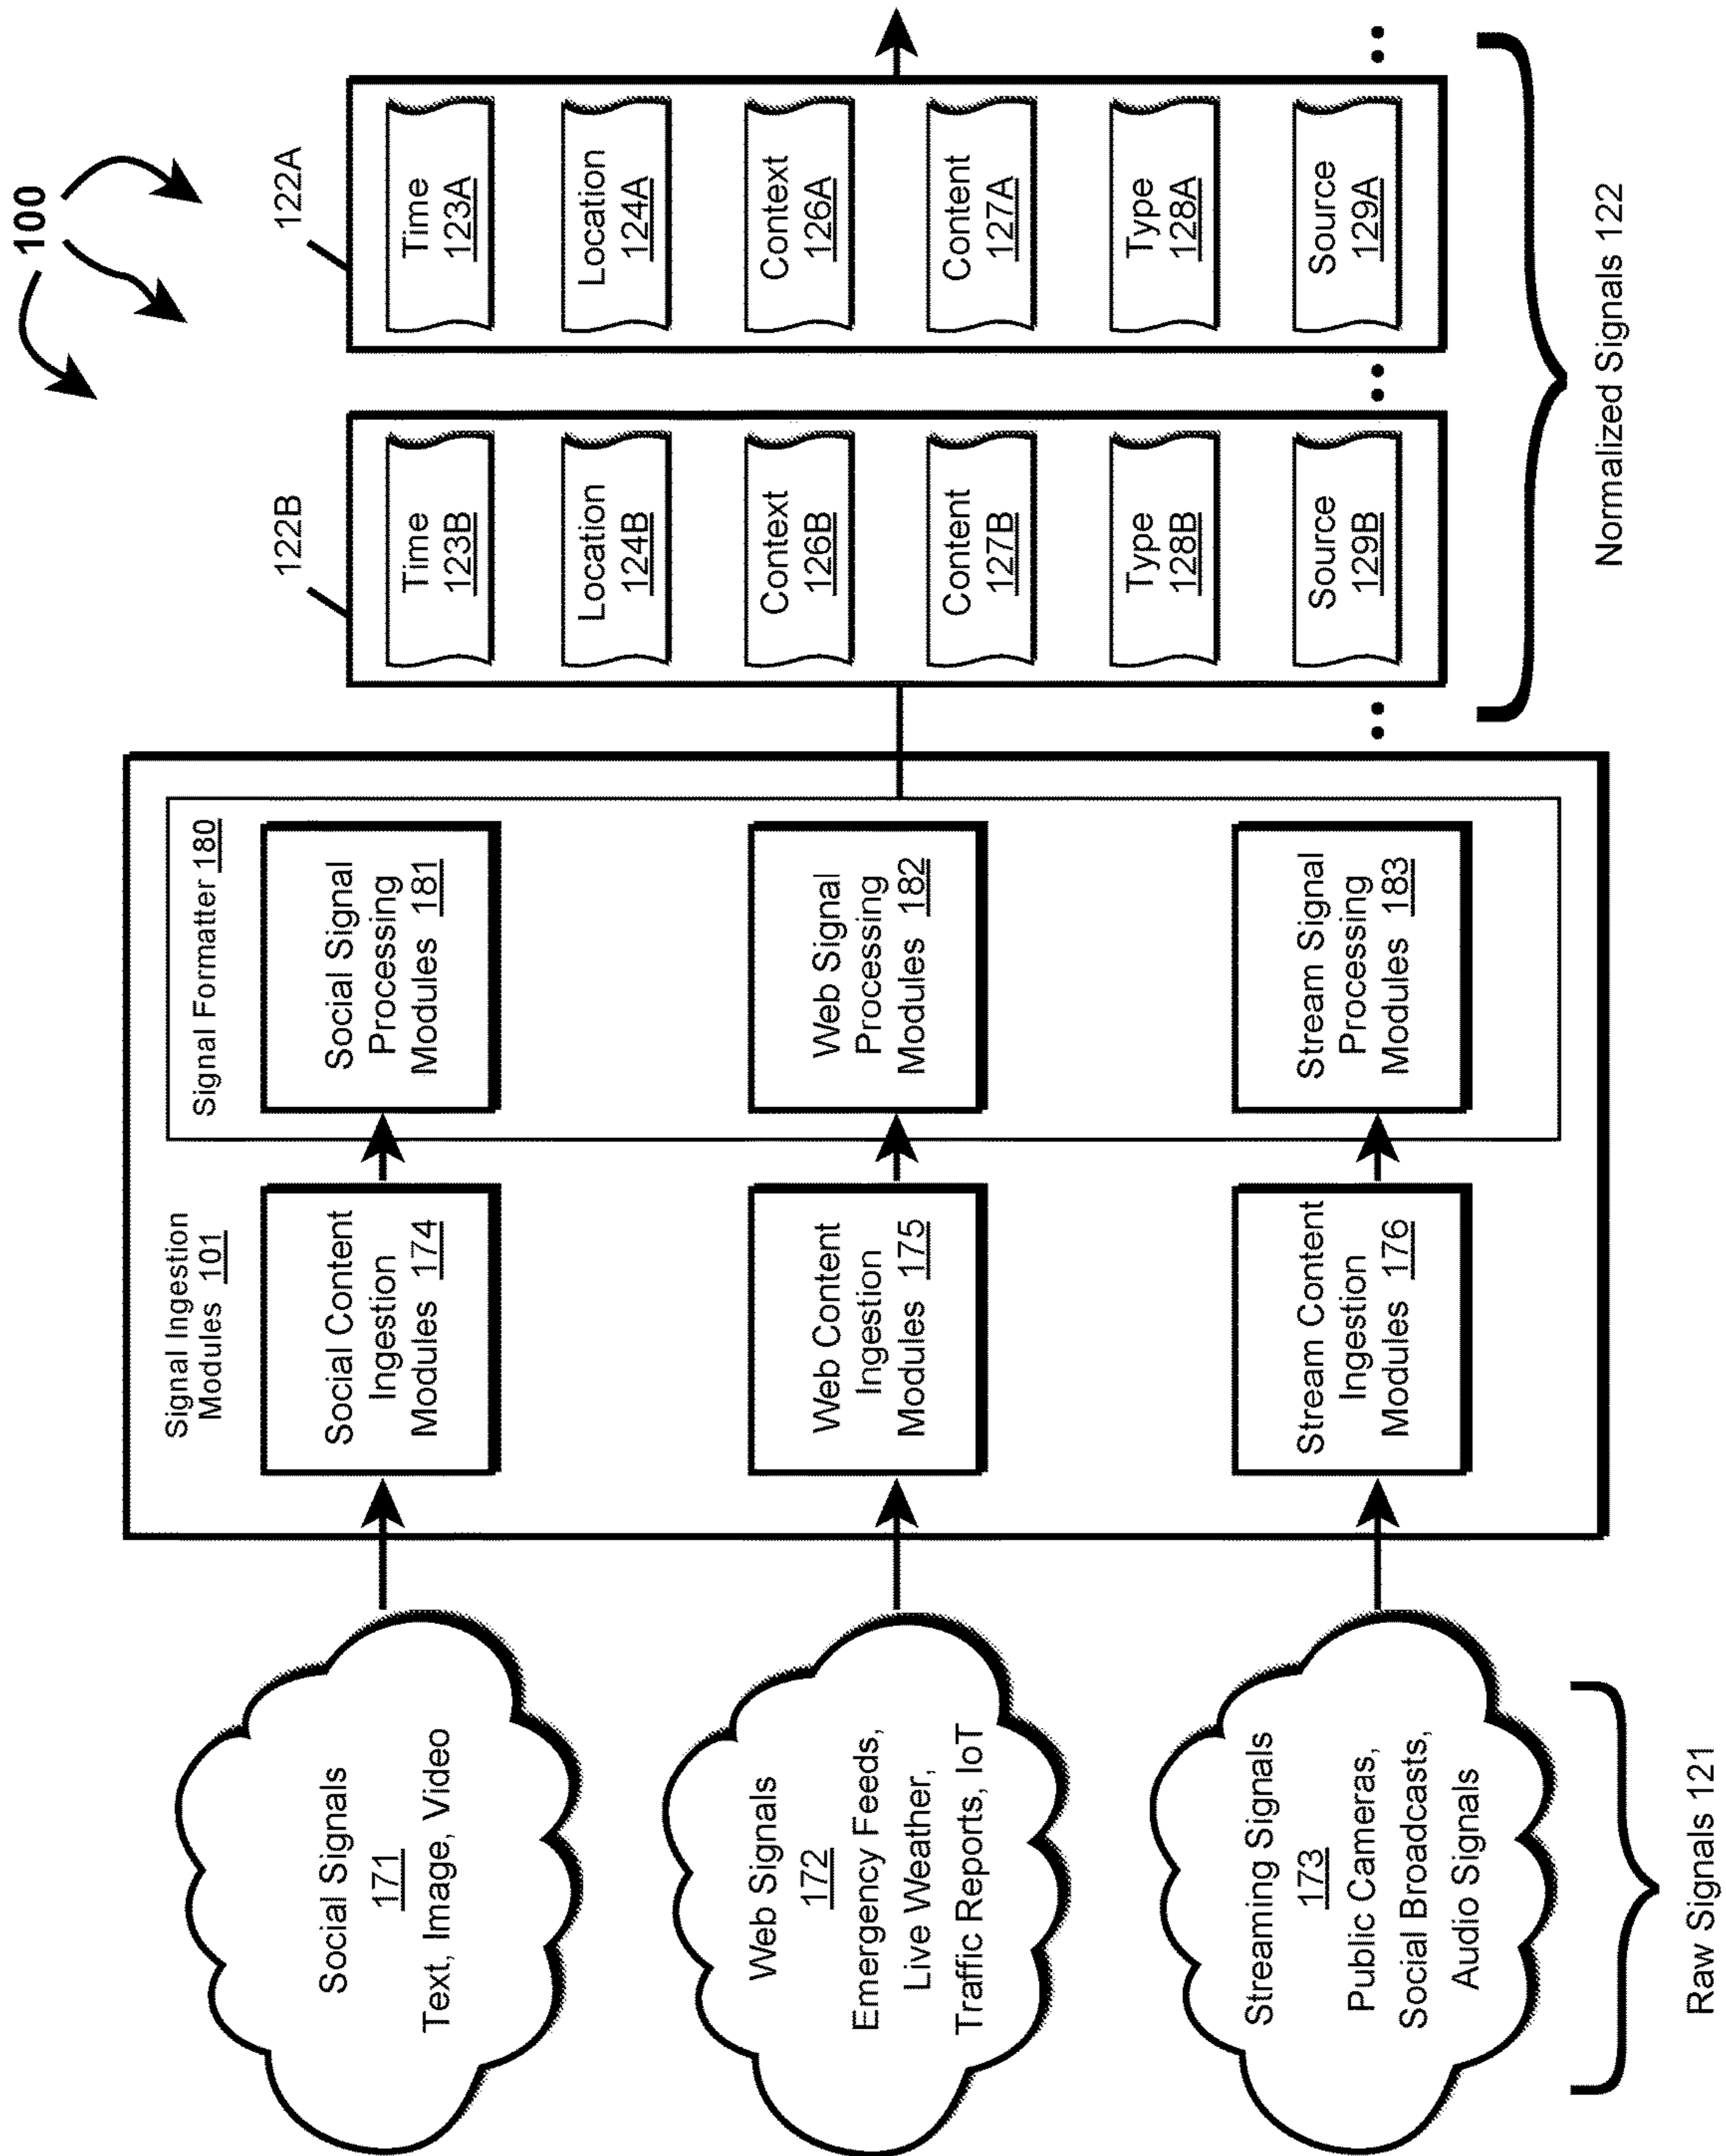 100
Social Signals
171
Text, Image, Video
Web Signals
172
Emergency Feeds,
Live Weather,
Traffic Reports, IoT
Streaming Signals
173
Public Cameras,
Social Broadcasts,
Audio Signals
Raw Signals 121
Signal Ingestion
Modules 101
Social Content
Ingestion
Modules 174
Web Content
Ingestion
Modules 175
Stream Content
Ingestion
Modules 176
Signal Formatter 180
Social Signal
Processing
Modules 181
Web Signal
Processing
Modules 182
Stream Signal
Processing
Modules 183
122B
Time
123B
Location
124B
Context
126B
Content
127B
Type
128B
Source
129B
122A
Time
123A
Location
124A
Context
126A
Content
127A
Type
128A
Source
129A
Normalized Signals 122